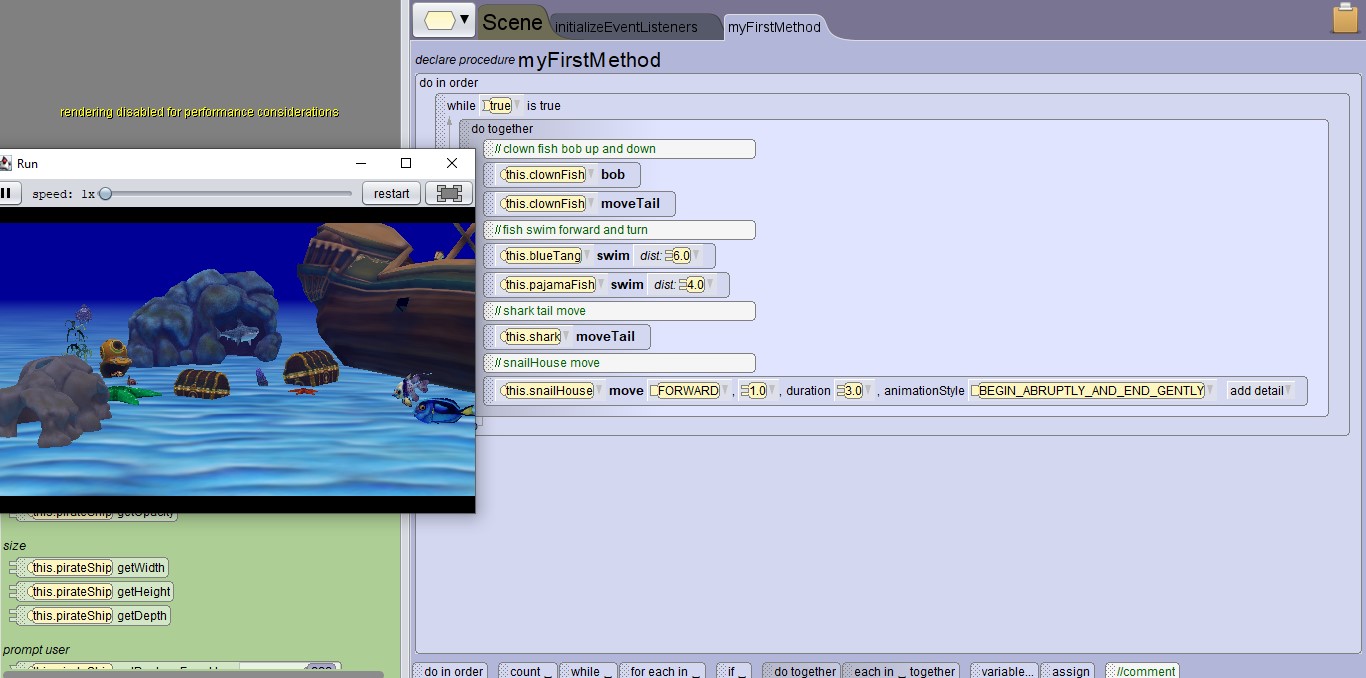 Scene initializeEventListeners myFirstMethod
declare procedure myFirstMethod
do in order
rendering disabled for performance considerations
while true is true
do together
// clown fish bob up and down
Run
this.clownFish bob
speed: 1x restart
this.clownFish moveTail
// fish swim forward and turn
this.blueTang swim dist: 6.0
this.pajamaFish swim dist: 4.0
// shark tail move
this.shark moveTail
// snailHouse move
this.snailHouse move FORWARD , 1.0 , duration 3.0 , animationStyle BEGIN_ABRUPTLY_AND_END_GENTLY add detail
this.pirateShip getOpacity
size
this.pirateShip getWidth
this.pirateShip getHeight
this.pirateShip getDepth
prompt user
do in order count _ while _ for each in _ if _ do together each in _ together variable... assign //comment